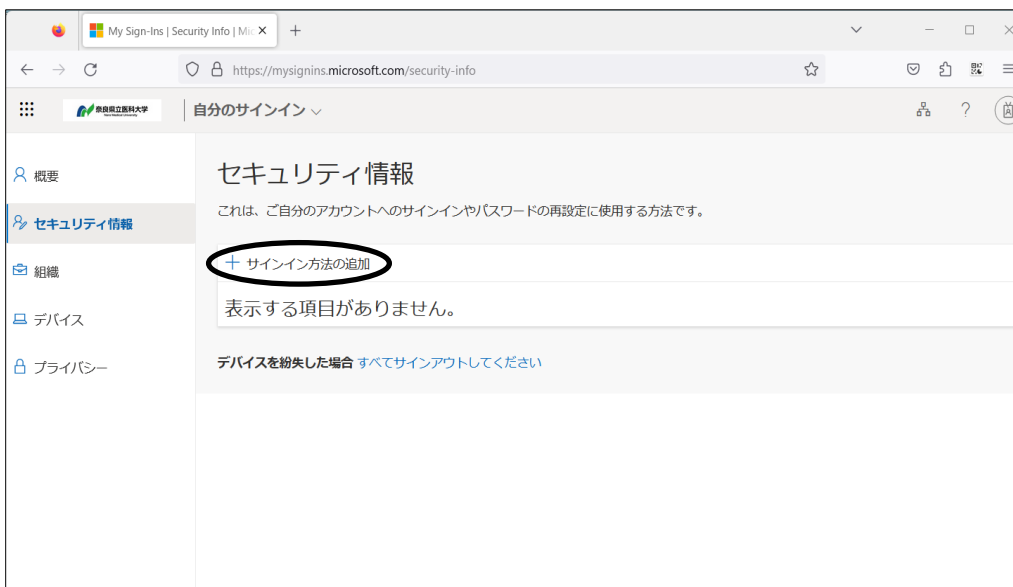 My Sign-Ins | Security Info | Mic
https://mysignins.microsoft.com/security-info
奈良県立医科大学
Nara Medical University
自分のサインイン
概要
セキュリティ情報
組織
デバイス
プライバシー
セキュリティ情報
これは、ご自分のアカウントへのサインインやパスワードの再設定に使用する方法です。
サインイン方法の追加
表示する項目がありません。
デバイスを紛失した場合 すべてサインアウトしてください